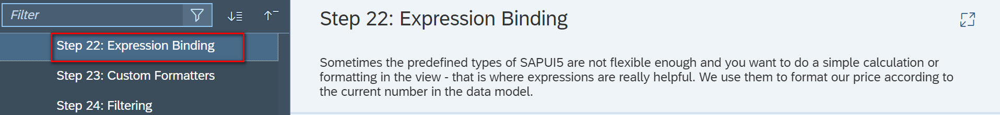 Filter
Step 22: Expression Binding
Step 23: Custom Formatters
Step 24: Filtering
Step 22: Expression Binding
Sometimes the predefined types of SAPUI5 are not flexible enough and you want to do a simple calculation or
formatting in the view - that is where expressions are really helpful. We use them to format our price according to
the current number in the data model.